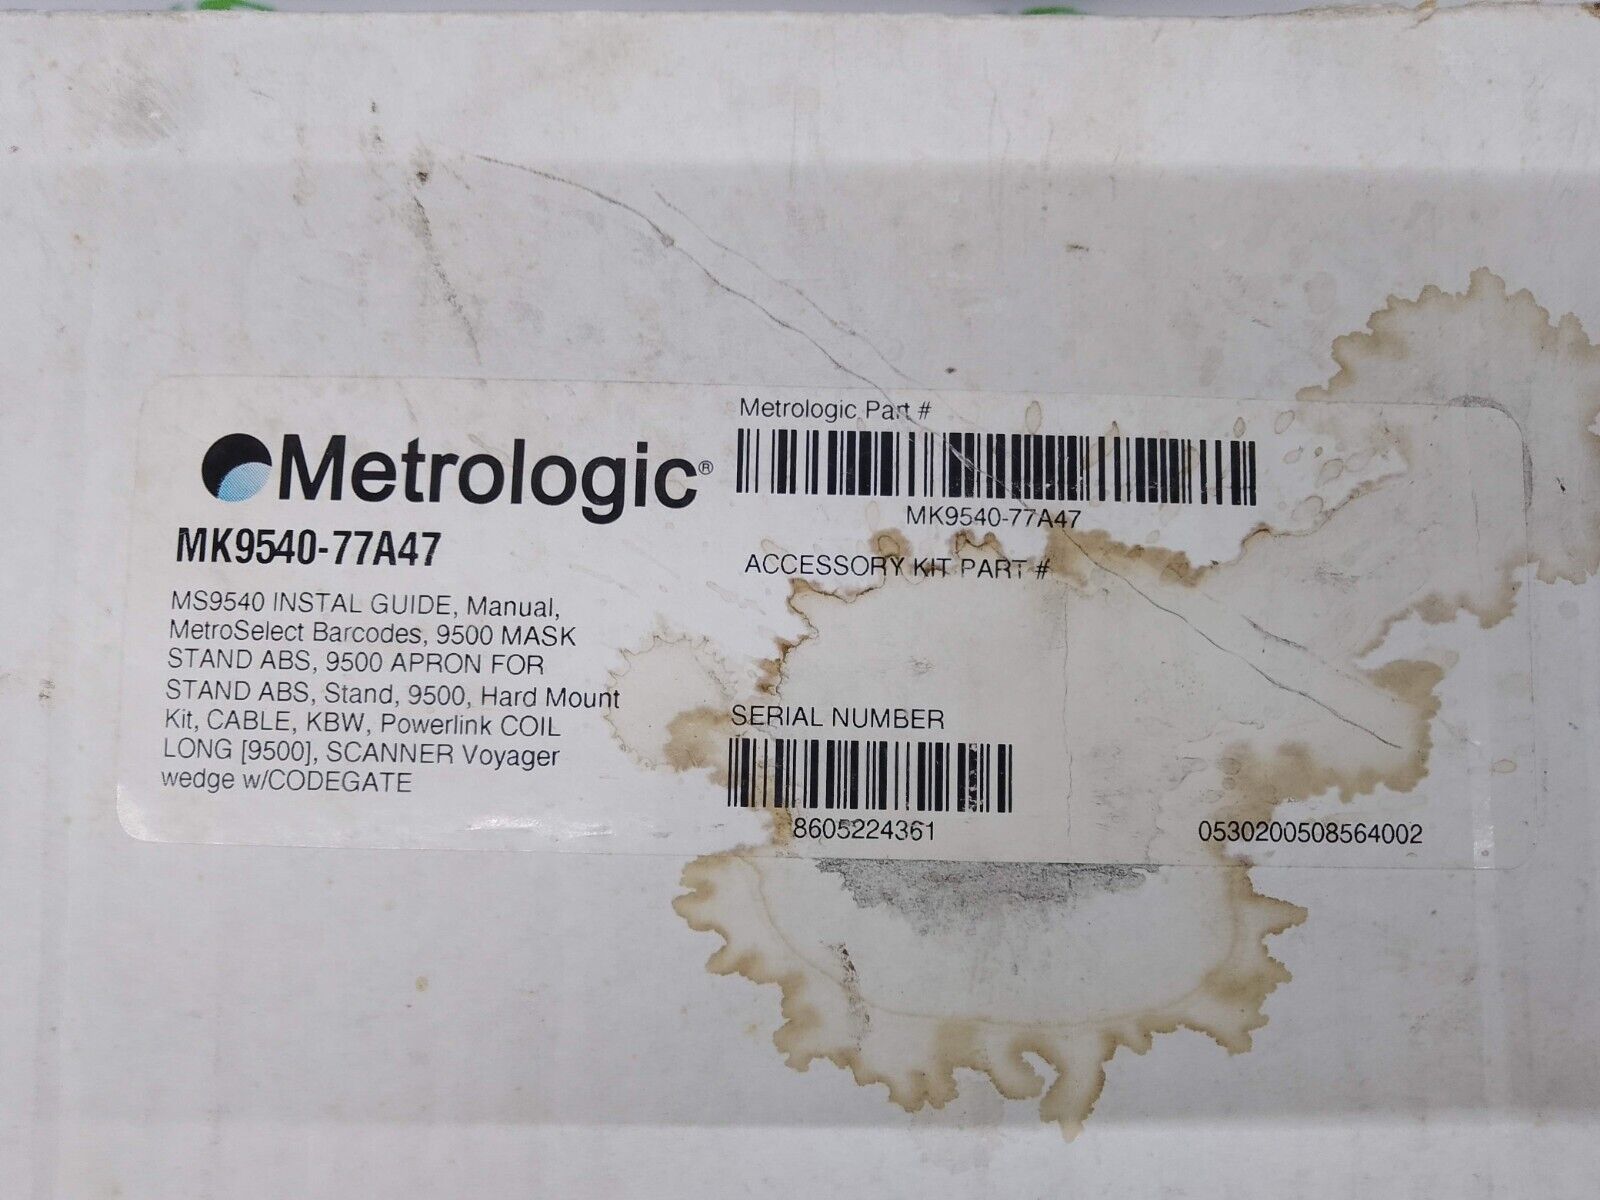 Metrologic®
MK9540-77A47
MS9540 INSTAL GUIDE, Manual,
MetroSelect Barcodes, 9500 MASK
STAND ABS, 9500 APRON FOR
STAND ABS, Stand, 9500, Hard Mount
Kit, CABLE, KBW, Powerlink COIL
LONG [9500], SCANNER Voyager
wedge w/CODEGATE
Metrologic Part #
MK9540-77A47
ACCESSORY KIT PART #
SERIAL NUMBER
8605224361
0530200508564002